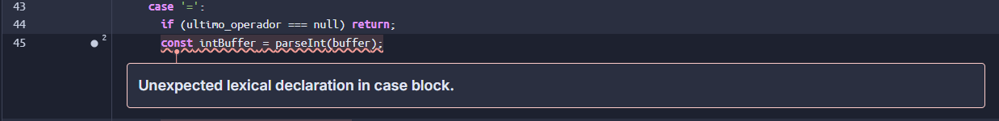 43 case '=':
44 if (ultimo_operador === null) return;
45 2 const intBuffer = parseInt(buffer);
Unexpected lexical declaration in case block.